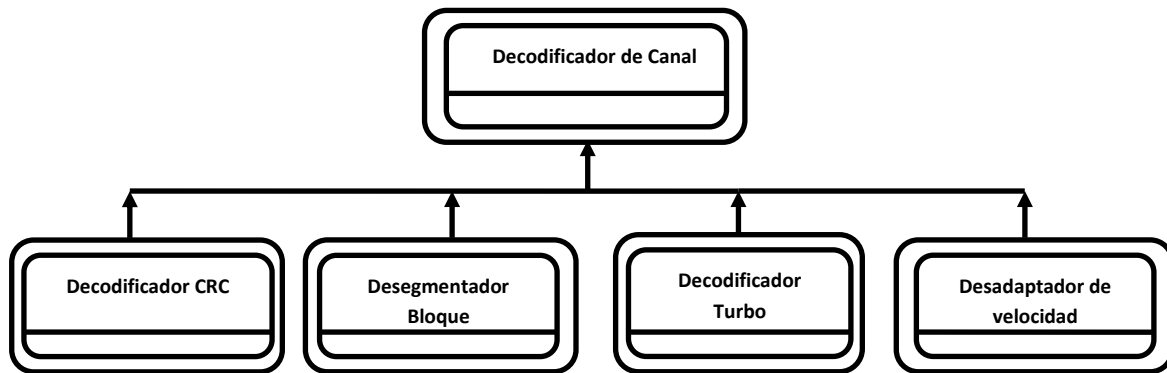 Decodificador de Canal
Decodificador CRC
Desegmentador
Bloque
Decodificador
Turbo
Desadaptador de
velocidad